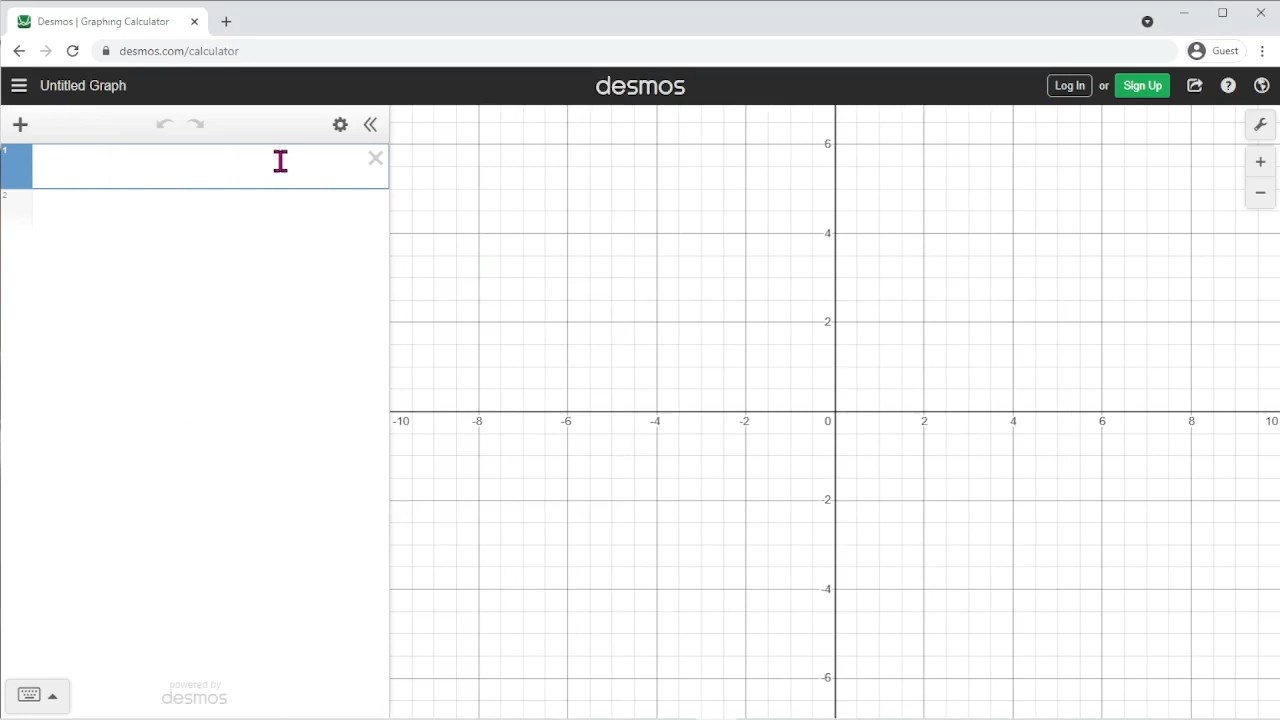 Desmos | Graphing Calculator
desmos.com/calculator
Guest
Untitled Graph
desmos
Log In or Sign Up
1
2
6
4
2
-10 -8 -6 -4 -2 0 2 4 6 8 10
-2
-4
-6
powered by
desmos